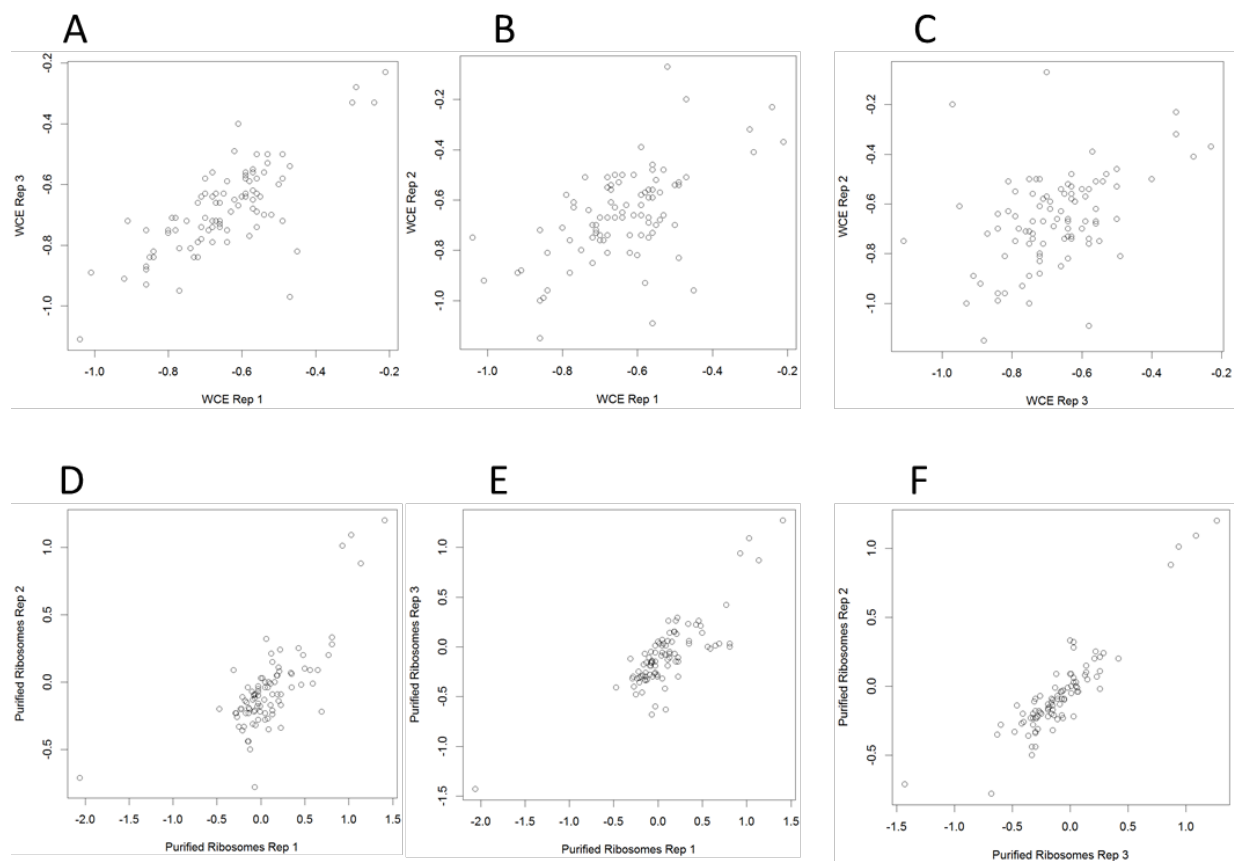 A B C
-0.2
-0.4
-0.6
-0.8
-1.0
WCE Rep 3
-1.0 -0.8 -0.6 -0.4 -0.2
WCE Rep 1
-0.2
-0.4
-0.6
-0.8
-1.0
WCE Rep 2
-1.0 -0.8 -0.6 -0.4 -0.2
WCE Rep 1
-0.2
-0.4
-0.6
-0.8
-1.0
WCE Rep 2
-1.0 -0.8 -0.6 -0.4 -0.2
WCE Rep 3
D E F
1.0
0.5
0.0
-0.5
Purified Ribosomes Rep 2
-2.0 -1.5 -1.0 -0.5 0.0 0.5 1.0 1.5
Purified Ribosomes Rep 1
1.0
0.5
0.0
-0.5
-1.0
-1.5
Purified Ribosomes Rep 3
-2.0 -1.5 -1.0 -0.5 0.0 0.5 1.0 1.5
Purified Ribosomes Rep 1
1.0
0.5
0.0
-0.5
Purified Ribosomes Rep 2
-1.5 -1.0 -0.5 0.0 0.5 1.0
Purified Ribosomes Rep 3